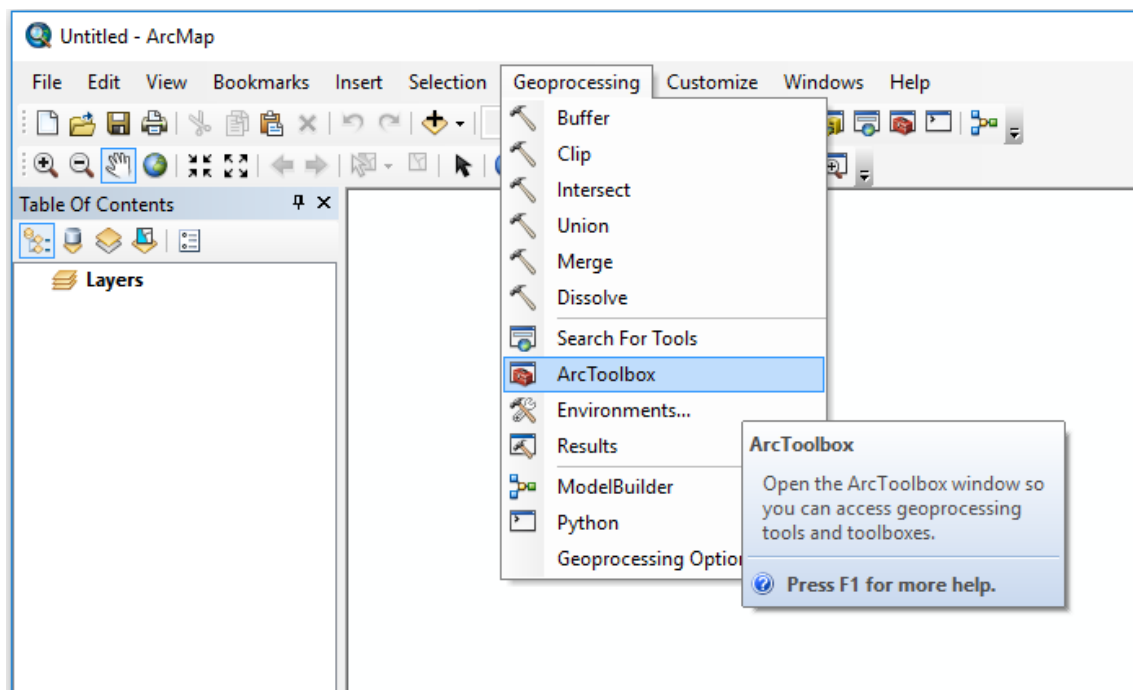 Untitled - ArcMap
File Edit View Bookmarks Insert Selection Geoprocessing Customize Windows Help
Buffer
Clip
Intersect
Union
Merge
Dissolve
Search For Tools
ArcToolbox
Environments...
Results
ModelBuilder
Python
Geoprocessing Option
Table Of Contents
Layers
ArcToolbox
Open the ArcToolbox window so
you can access geoprocessing
tools and toolboxes.
Press F1 for more help.